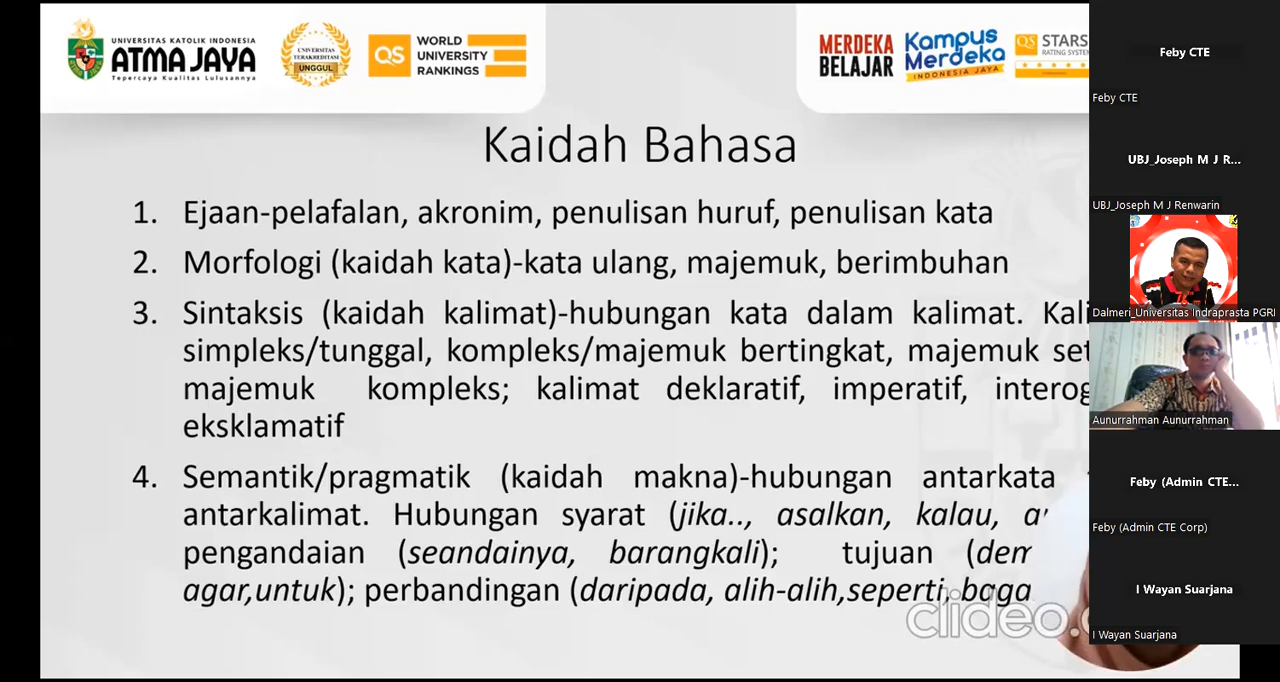 UNIVERSITAS KATOLIK INDONESIA
ATMA JAYA
Tepercaya Kualitas Lulusannya
UNIVERSITAS
TERAKREDITASI
UNGGUL
QS
WORLD
UNIVERSITY
RANKINGS
MERDEKA
BELAJAR
Kampus
Merdeka
INDONESIA JAYA
QS STARS
RATING SYSTEM
Kaidah Bahasa
1. Ejaan-pelafalan, akronim, penulisan huruf, penulisan kata
2. Morfologi (kaidah kata)-kata ulang, majemuk, berimbuhan
3. Sintaksis (kaidah kalimat)-hubungan kata dalam kalimat. Kali
simpleks/tunggal, kompleks/majemuk bertingkat, majemuk set
majemuk kompleks; kalimat deklaratif, imperatif, interog
eksklamatif
4. Semantik/pragmatik (kaidah makna)-hubungan antarkata
antarkalimat. Hubungan syarat (jika.., asalkan, kalau,
pengandaian (seandainya, barangkali); tujuan (dem
agar,untuk); perbandingan (daripada, alih-alih,seperti, baga
clideo.
Feby CTE
Feby CTE
UBJ_Joseph M J R...
UBJ_Joseph M J Renwarin
Dalmeri_Universitas Indraprasta PGRI
Aunurrahman Aunurrahman
Feby (Admin CTE...
Feby (Admin CTE Corp)
I Wayan Suarjana
I Wayan Suarjana